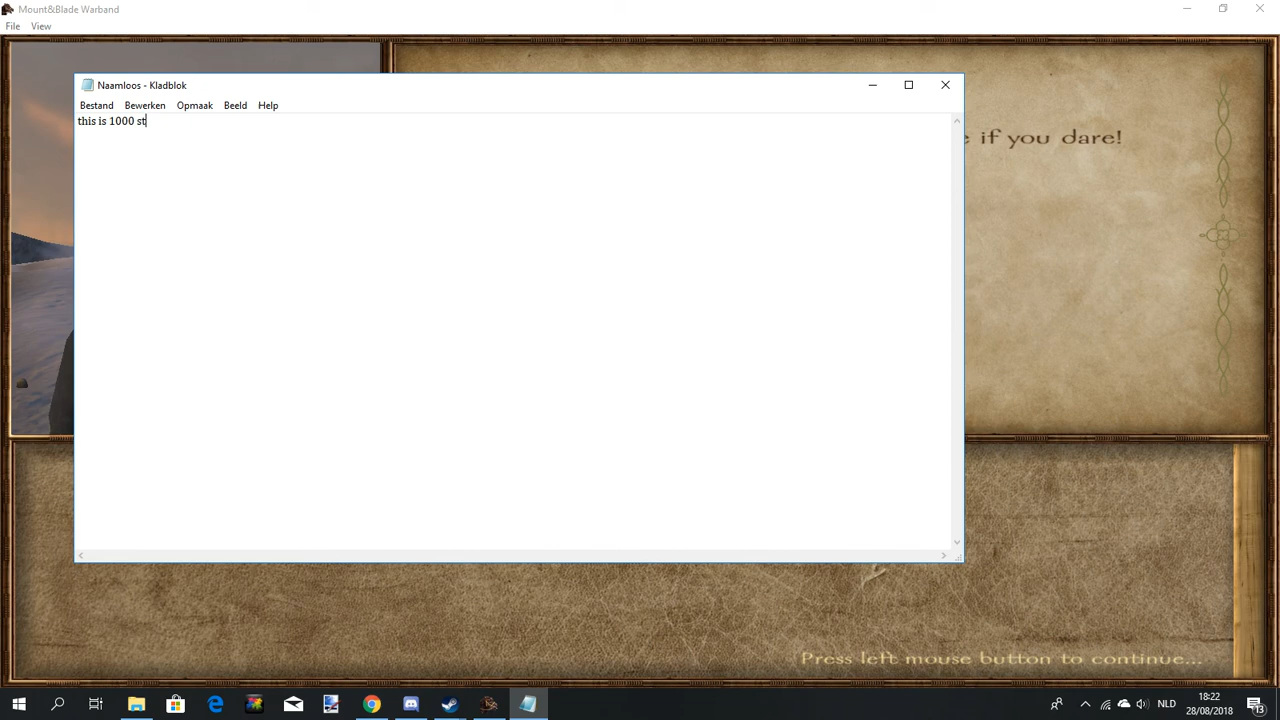 Mount&Blade Warband
File View
Naamloos - Kladblok
Bestand Bewerken Opmaak Beeld Help
this is 1000 st
if you dare!
Press left mouse button to continue...
NLD
18:22
28/08/2018
13